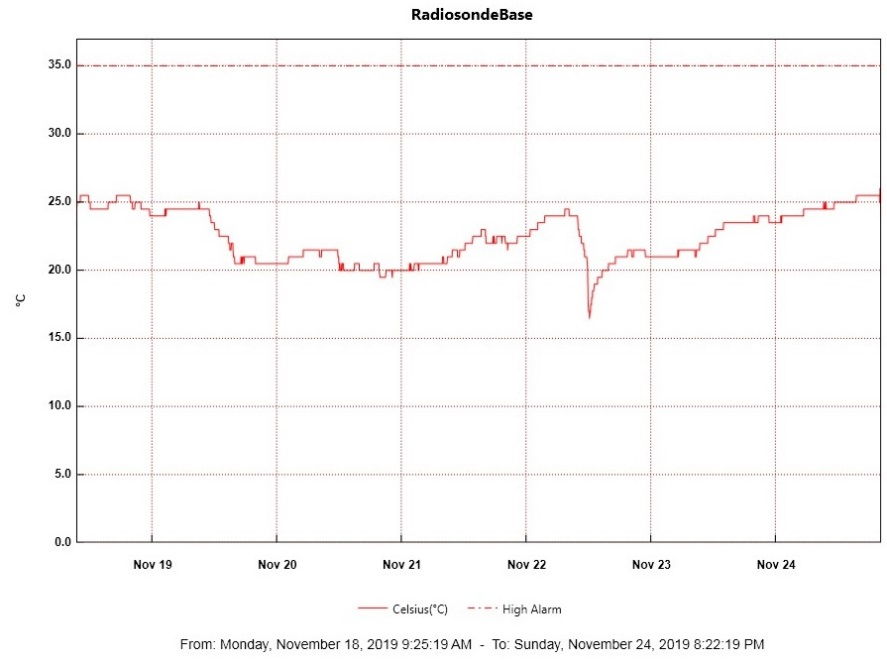 RadiosondeBase
35.0
30.0
25.0
20.0
°C
15.0
10.0
5.0
0.0
Nov 19 Nov 20 Nov 21 Nov 22 Nov 23 Nov 24
Celsius(°C) High Alarm
From: Monday, November 18, 2019 9:25:19 AM - To: Sunday, November 24, 2019 8:22:19 PM